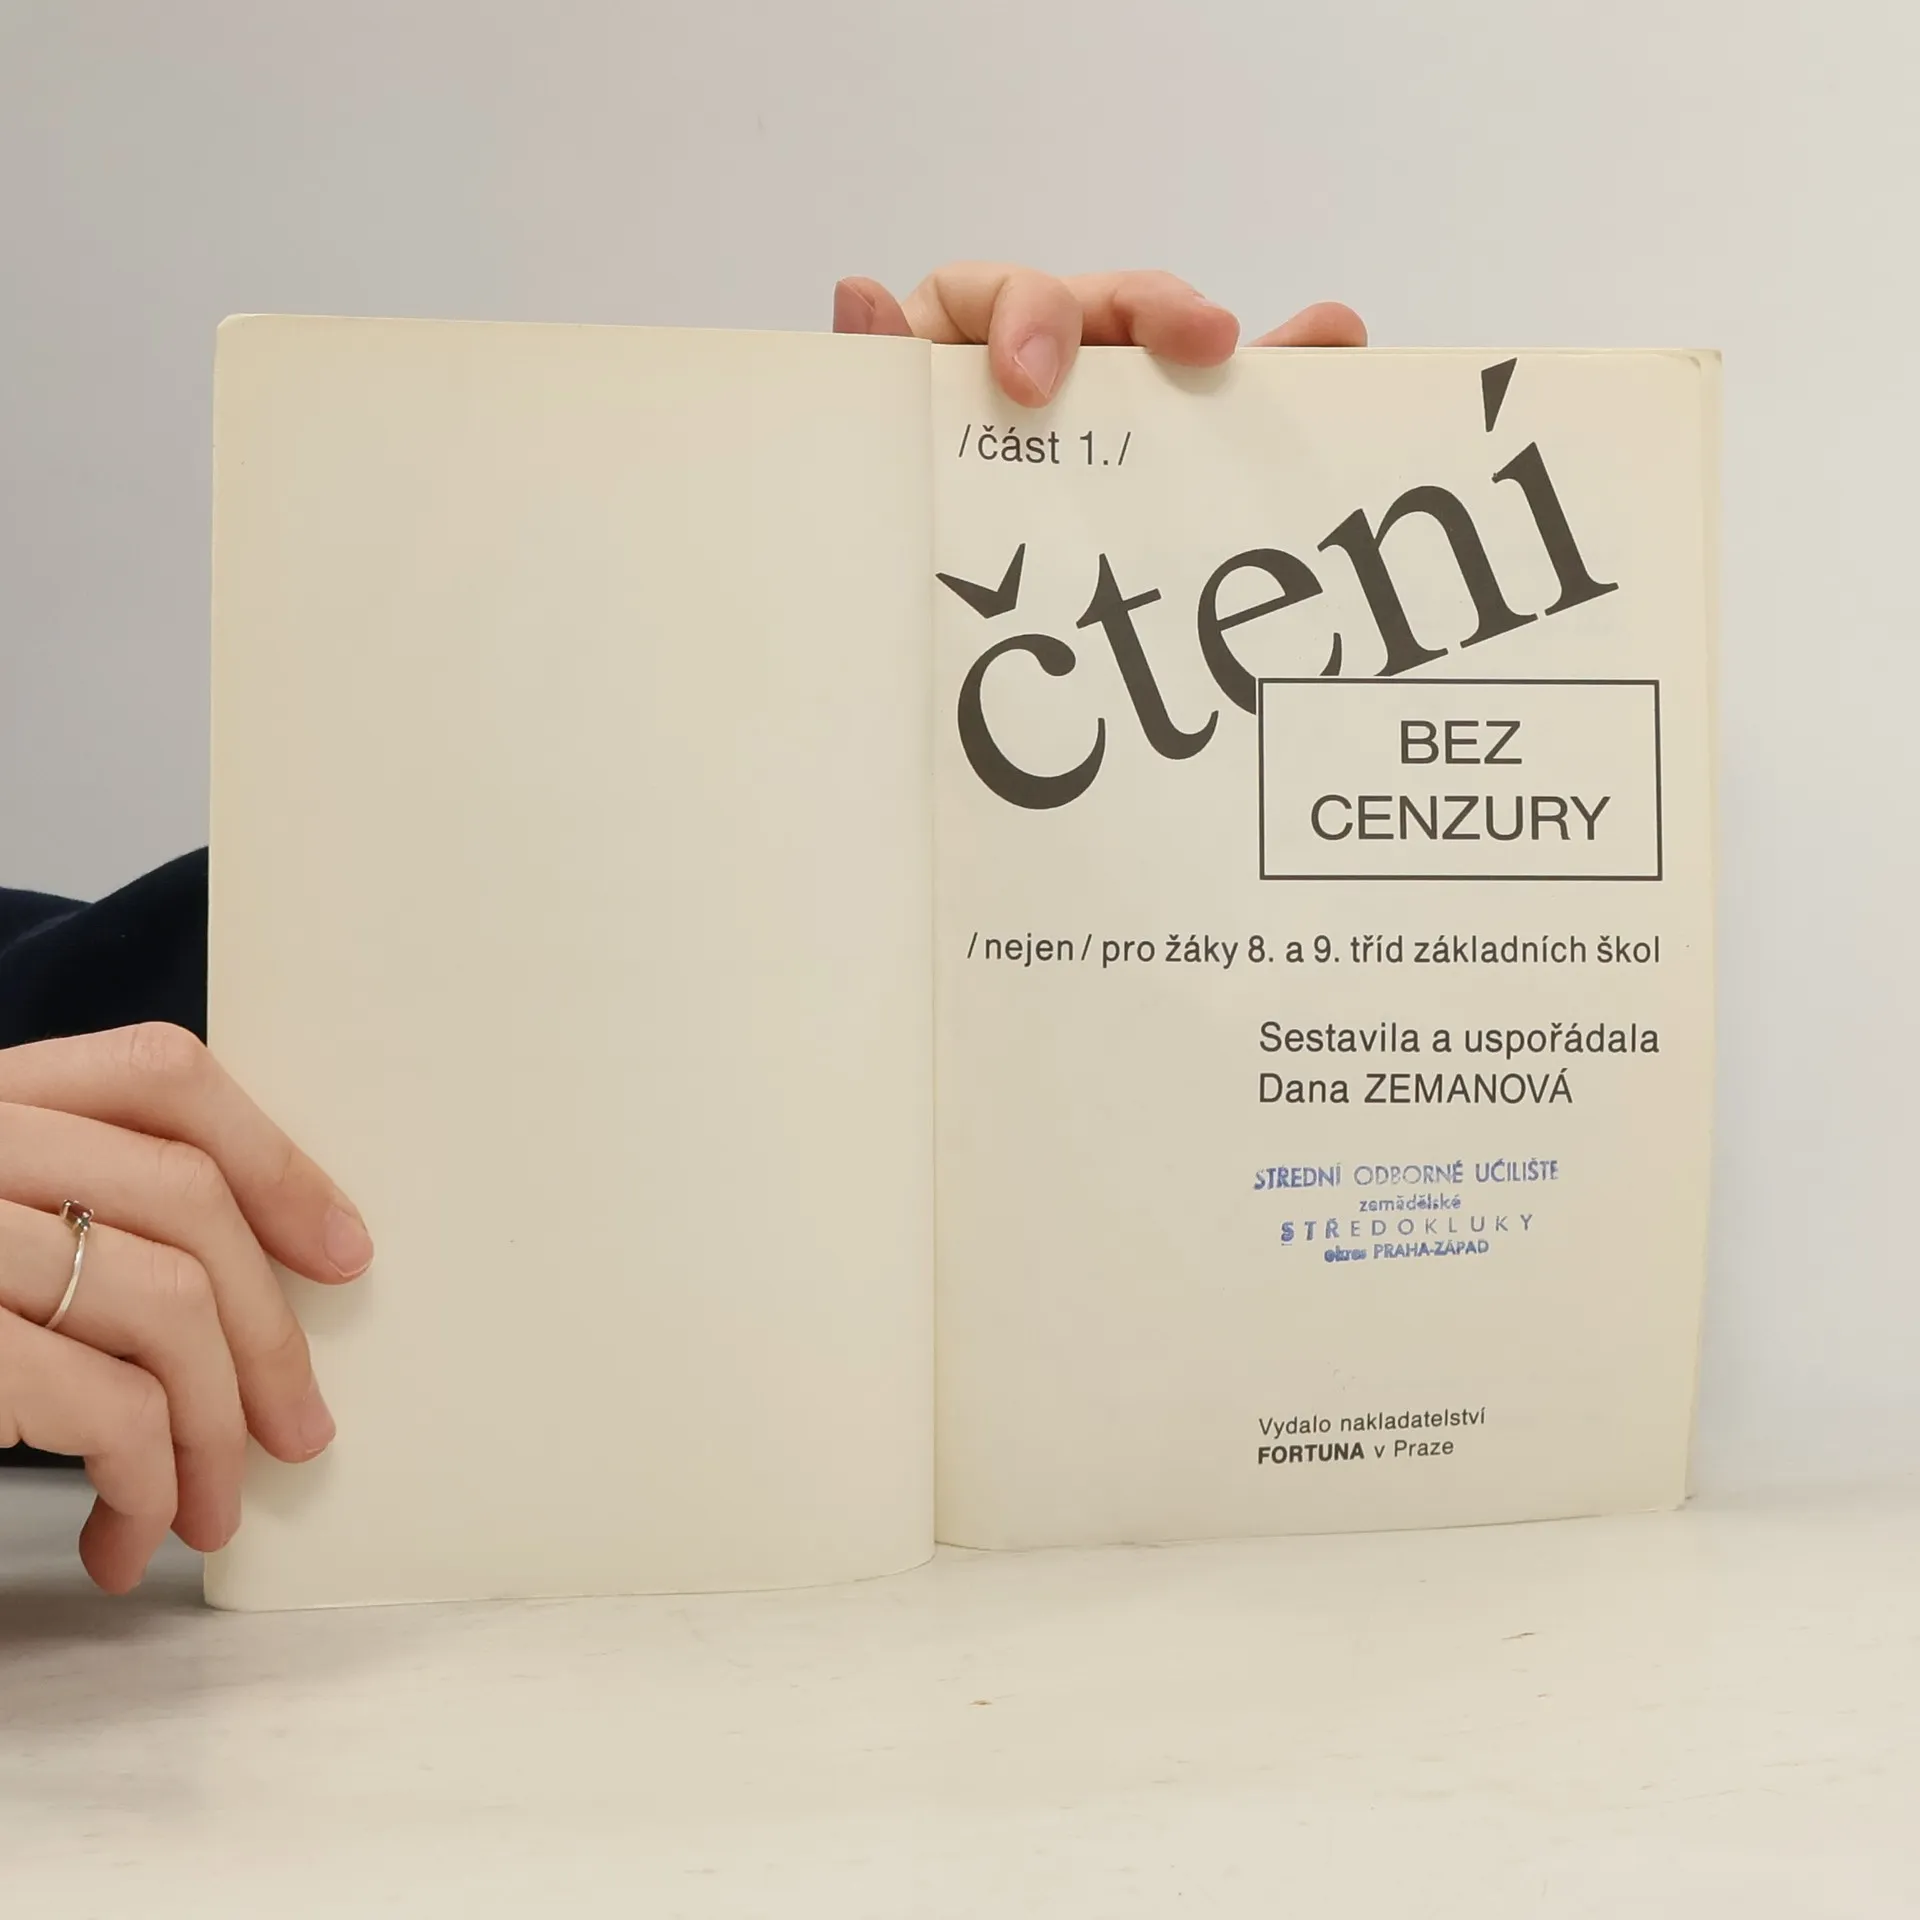 /část 1./
čtení
BEZ
CENZURY
/nejen/ pro žáky 8. a 9. tříd základních škol
Sestavila a uspořádala
Dana ZEMANOVÁ
STŘEDNÍ ODBORNÉ UČILIŠTĚ
zemědělské
STŘEDOKLUKY
okres PRAHA-ZÁPAD
Vydalo nakladatelství
FORTUNA v Praze